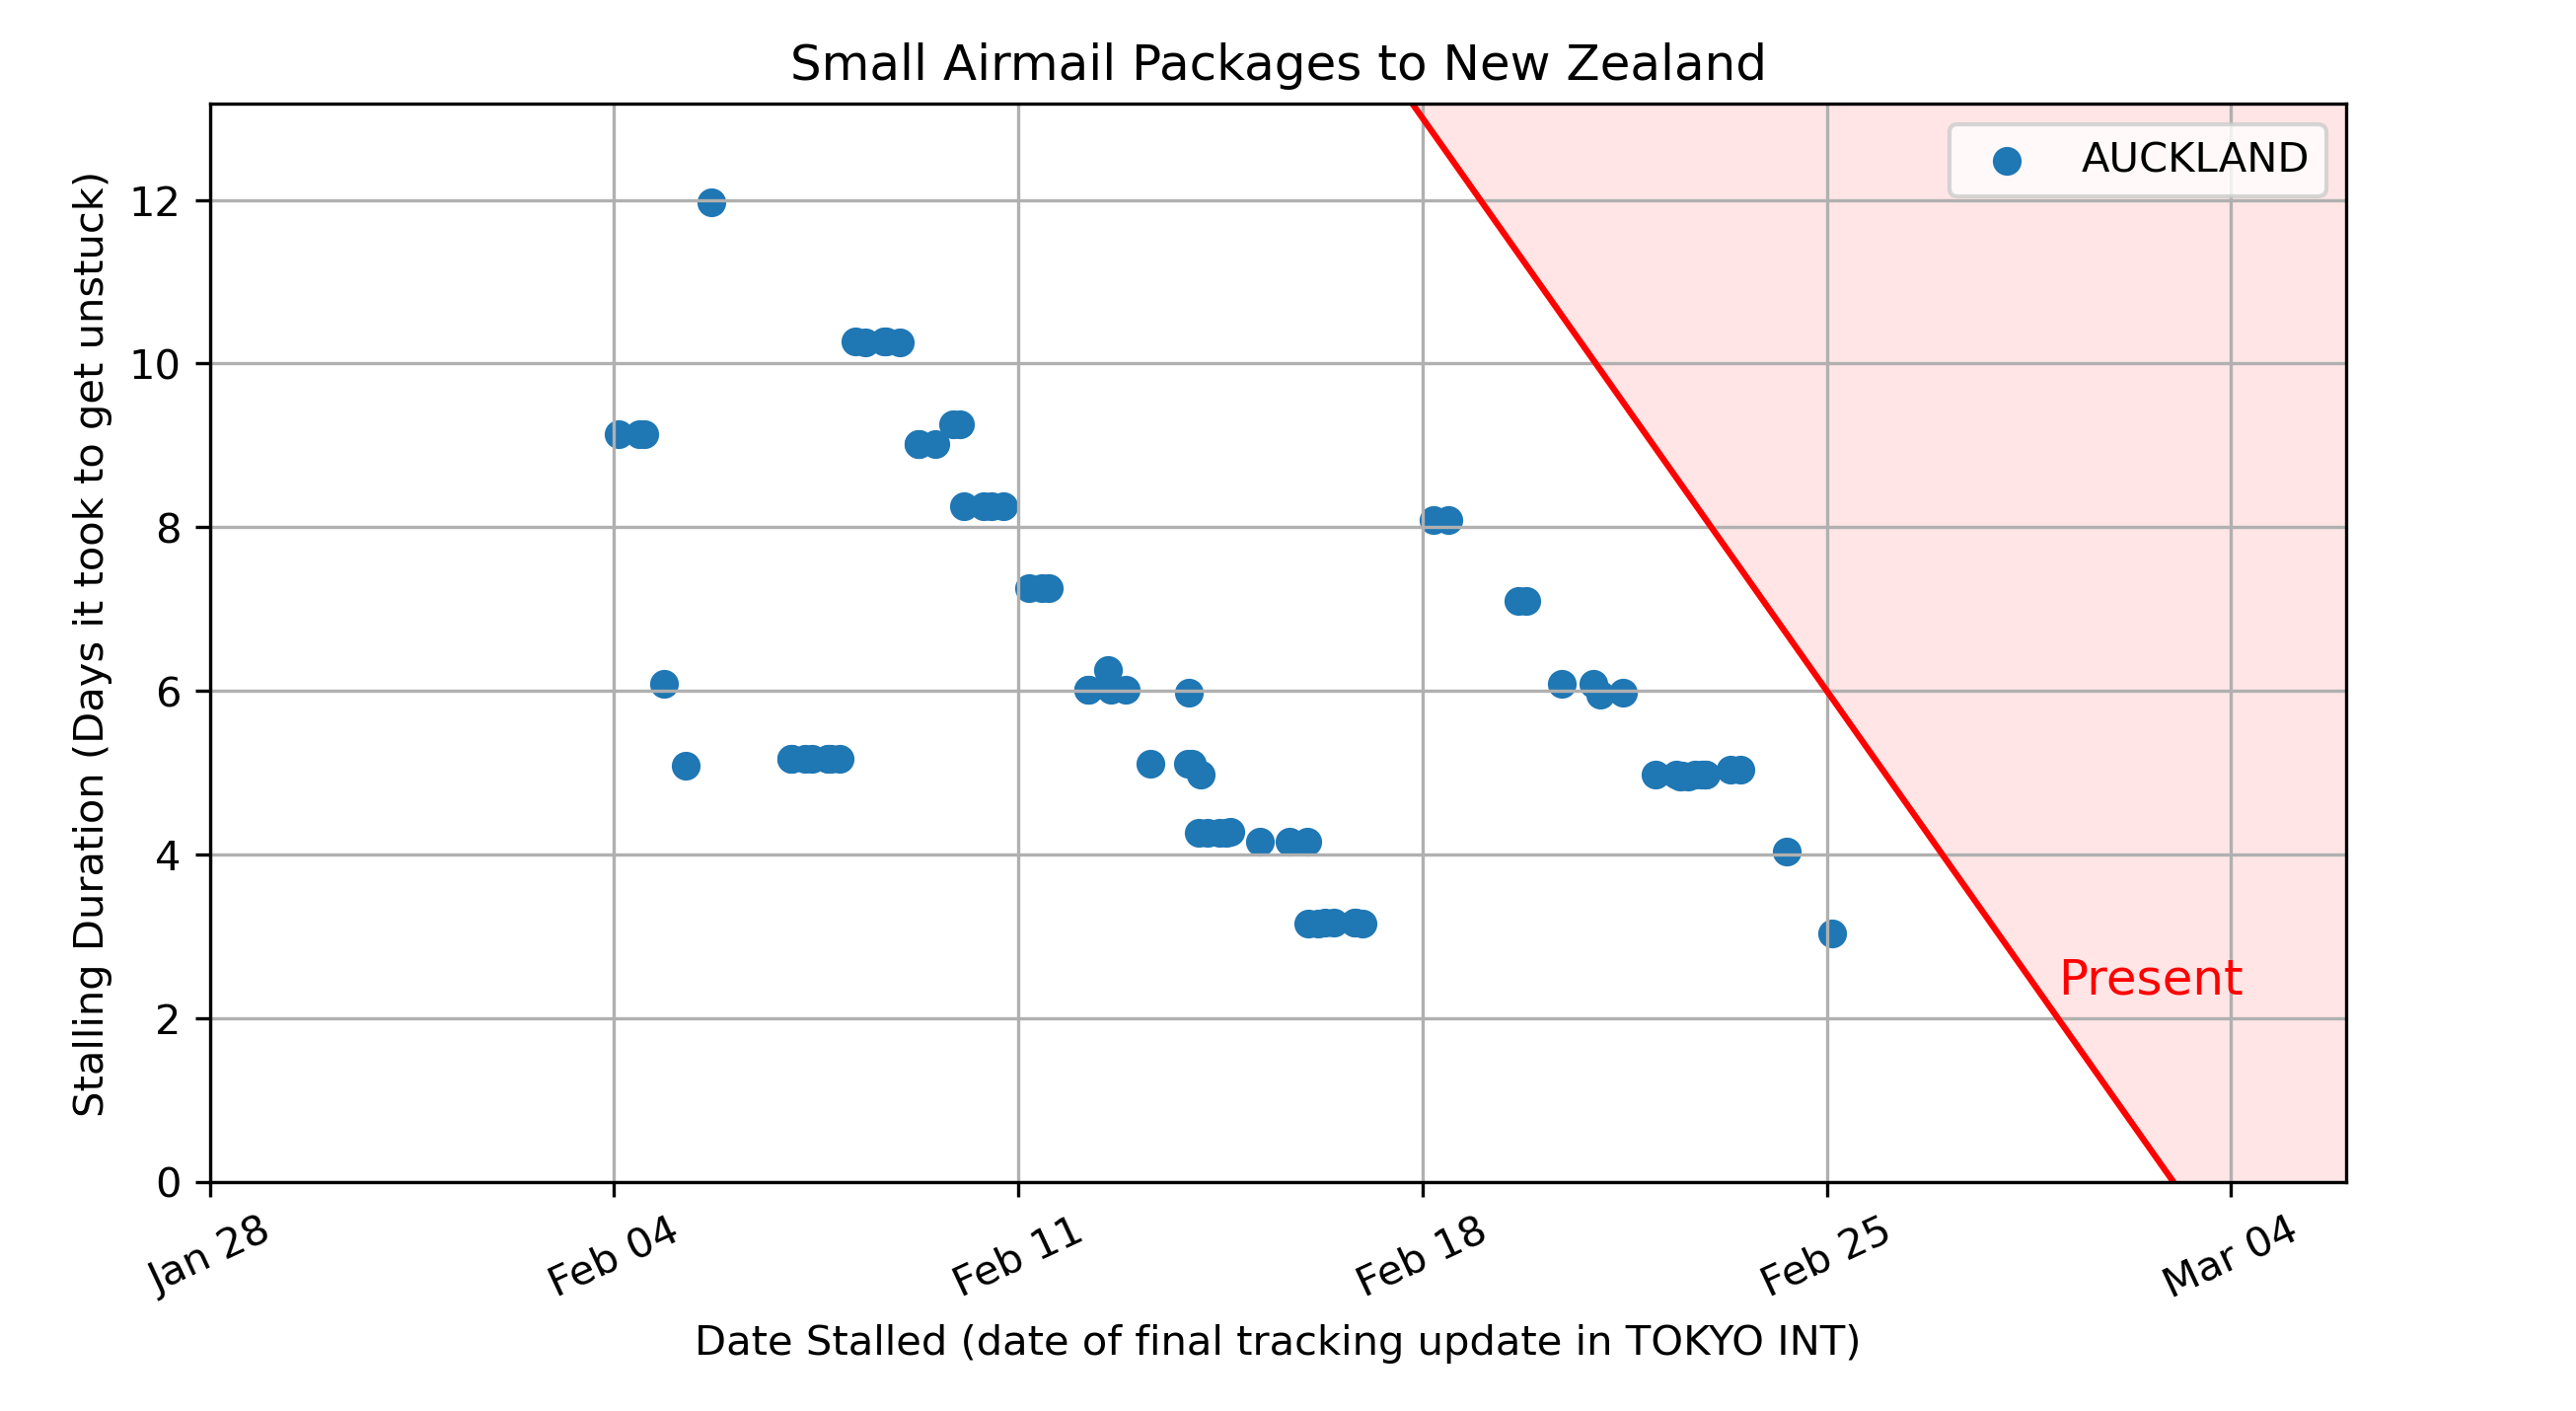 Small Airmail Packages to New Zealand
AUCKLAND
Stalling Duration (Days it took to get unstuck)
12
10
8
6
4
2
0
Present
Jan 28
Feb 04
Feb 11
Feb 18
Feb 25
Mar 04
Date Stalled (date of final tracking update in TOKYO INT)